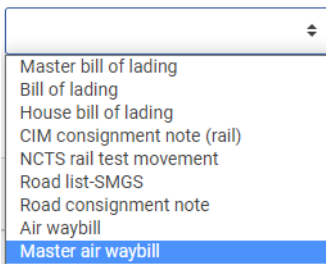 Master bill of lading
Bill of lading
House bill of lading
CIM consignment note (rail)
NCTS rail test movement
Road list-SMGS
Road consignment note
Air waybill
Master air waybill